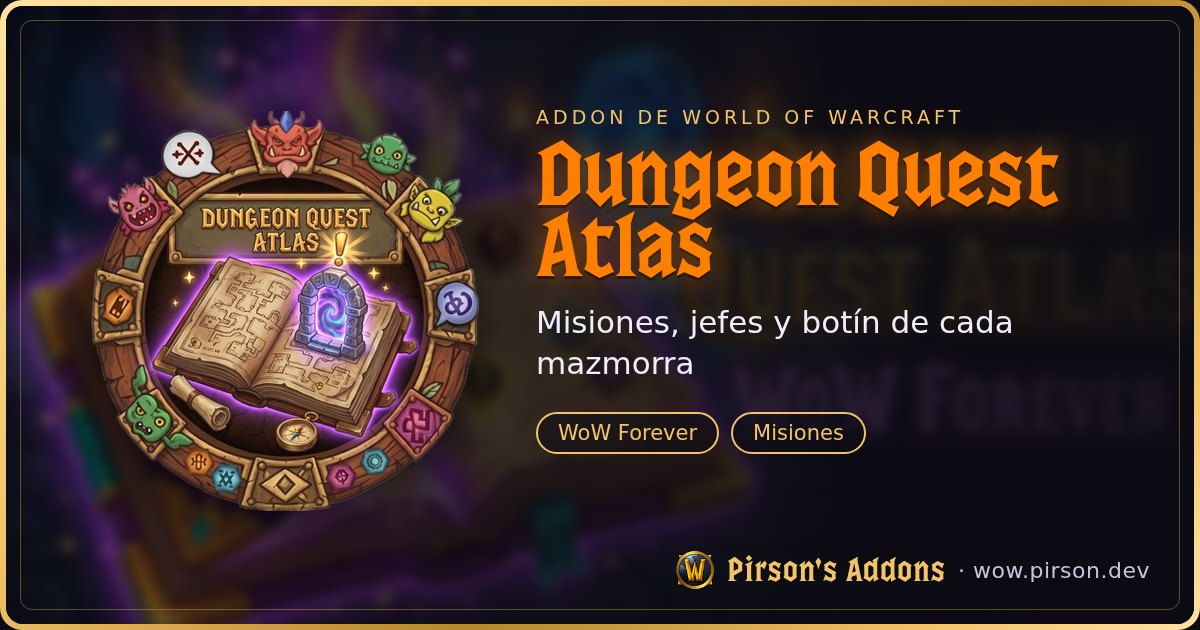 ADDON DE WORLD OF WARCRAFT
Dungeon Quest
Atlas
Misiones, jefes y botín de cada
mazmorra
WoW Forever
Misiones
DUNGEON QUEST
ATLAS
!
W
Pirson's Addons · wow.pirson.dev